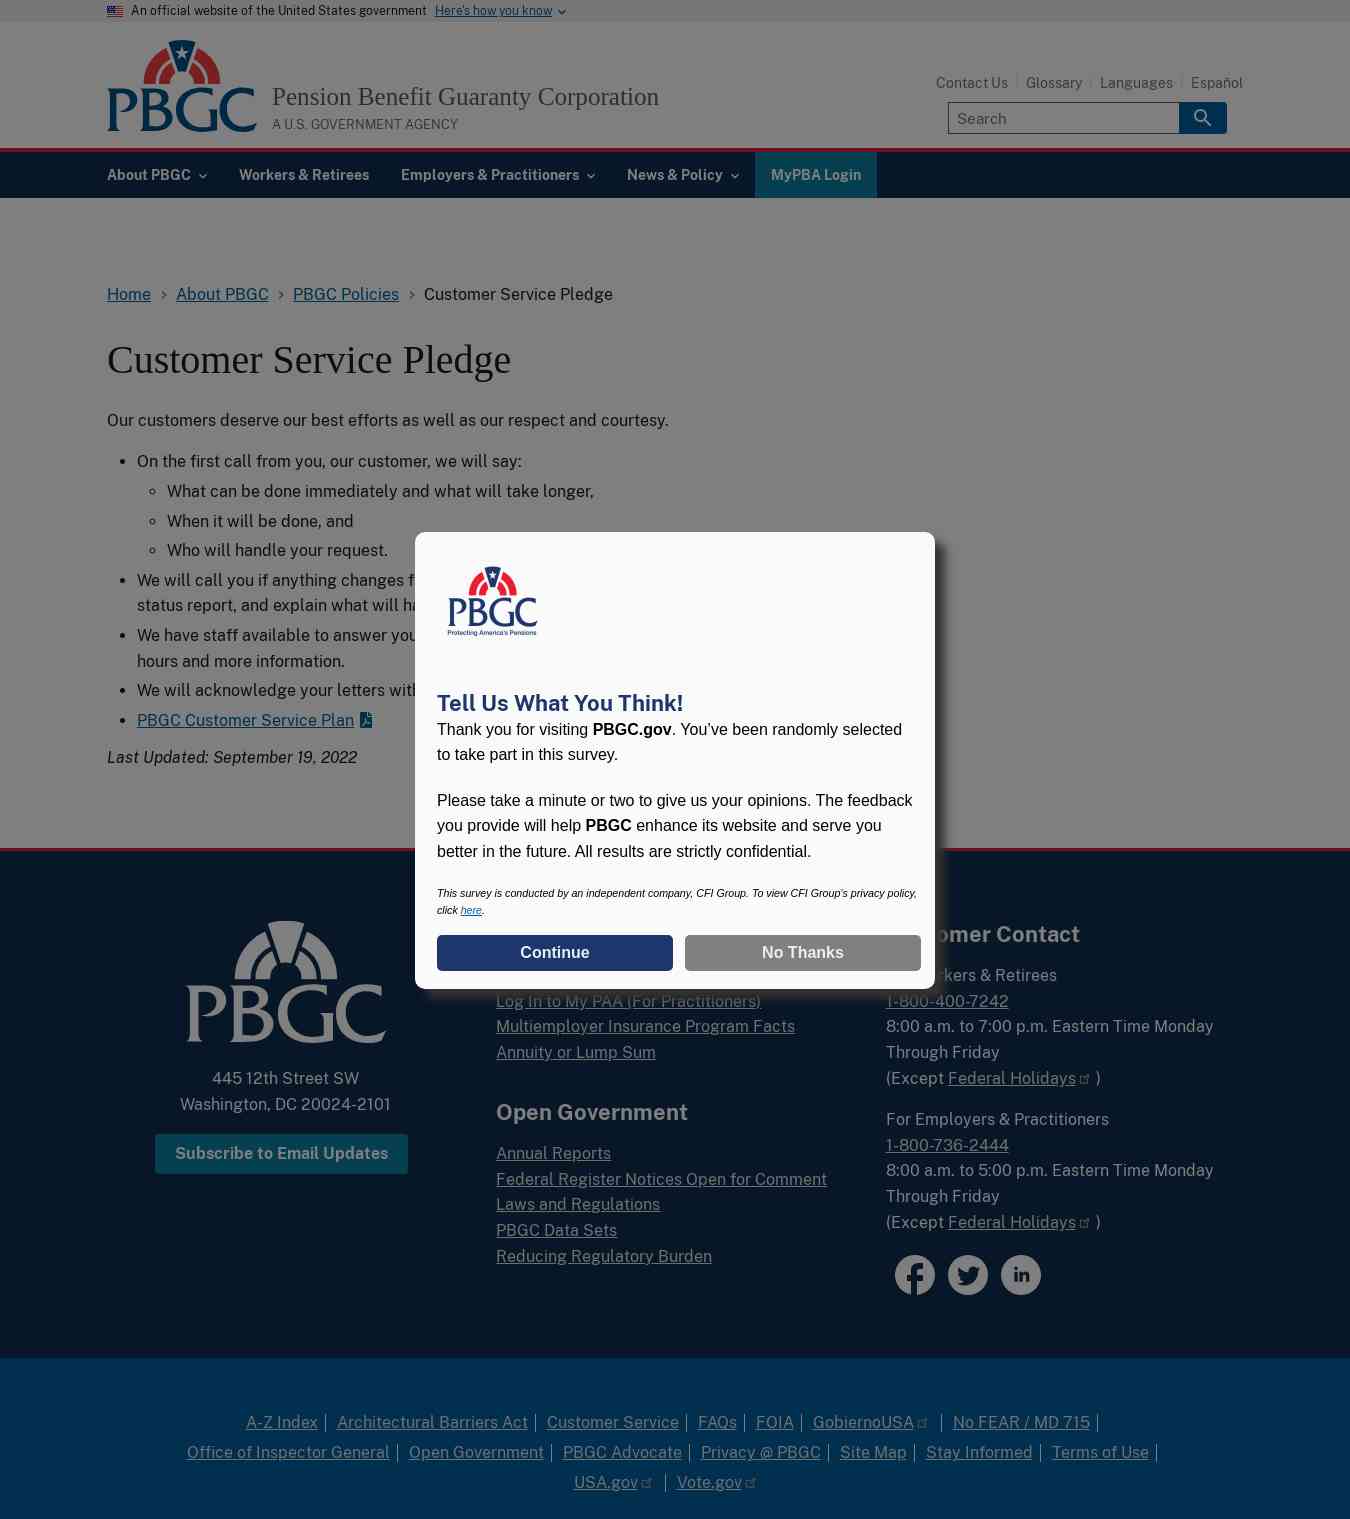 An official website of the United States government Here's how you know
PBGC
Pension Benefit Guaranty Corporation
A U.S. GOVERNMENT AGENCY
Contact Us Glossary Languages Español
Search
About PBGC Workers & Retirees Employers & Practitioners News & Policy MyPBA Login
Home About PBGC PBGC Policies Customer Service Pledge
Customer Service Pledge
Our customers deserve our best efforts as well as our respect and courtesy.
On the first call from you, our customer, we will say:
What can be done immediately and what will take longer,
When it will be done, and
Who will handle your request.
We will call you if anything changes
status report, and explain what will
We have staff available to answer
hours and more information.
We will acknowledge your letters
PBGC Customer Service Plan
Last Updated: September 19, 2022
PBGC
Protecting America's Pensions
Tell Us What You Think!
Thank you for visiting PBGC.gov. You’ve been randomly selected
to take part in this survey.
Please take a minute or two to give us your opinions. The feedback
you provide will help PBGC enhance its website and serve you
better in the future. All results are strictly confidential.
This survey is conducted by an independent company, CFI Group. To view CFI Group's privacy policy,
click here.
Continue No Thanks
PBGC
445 12th Street SW
Washington, DC 20024-2101
Subscribe to Email Updates
Log In to My PAA (For Practitioners)
Multiemployer Insurance Program Facts
Annuity or Lump Sum
Open Government
Annual Reports
Federal Register Notices Open for Comment
Laws and Regulations
PBGC Data Sets
Reducing Regulatory Burden
Contact
& Retirees
1-800-400-7242
8:00 a.m. to 7:00 p.m. Eastern Time Monday
Through Friday
(Except Federal Holidays )
For Employers & Practitioners
1-800-736-2444
8:00 a.m. to 5:00 p.m. Eastern Time Monday
Through Friday
(Except Federal Holidays )
in
A-Z Index Architectural Barriers Act Customer Service FAQs FOIA GobiernoUSA No FEAR / MD 715
Office of Inspector General Open Government PBGC Advocate Privacy @ PBGC Site Map Stay Informed Terms of Use
USA.gov Vote.gov